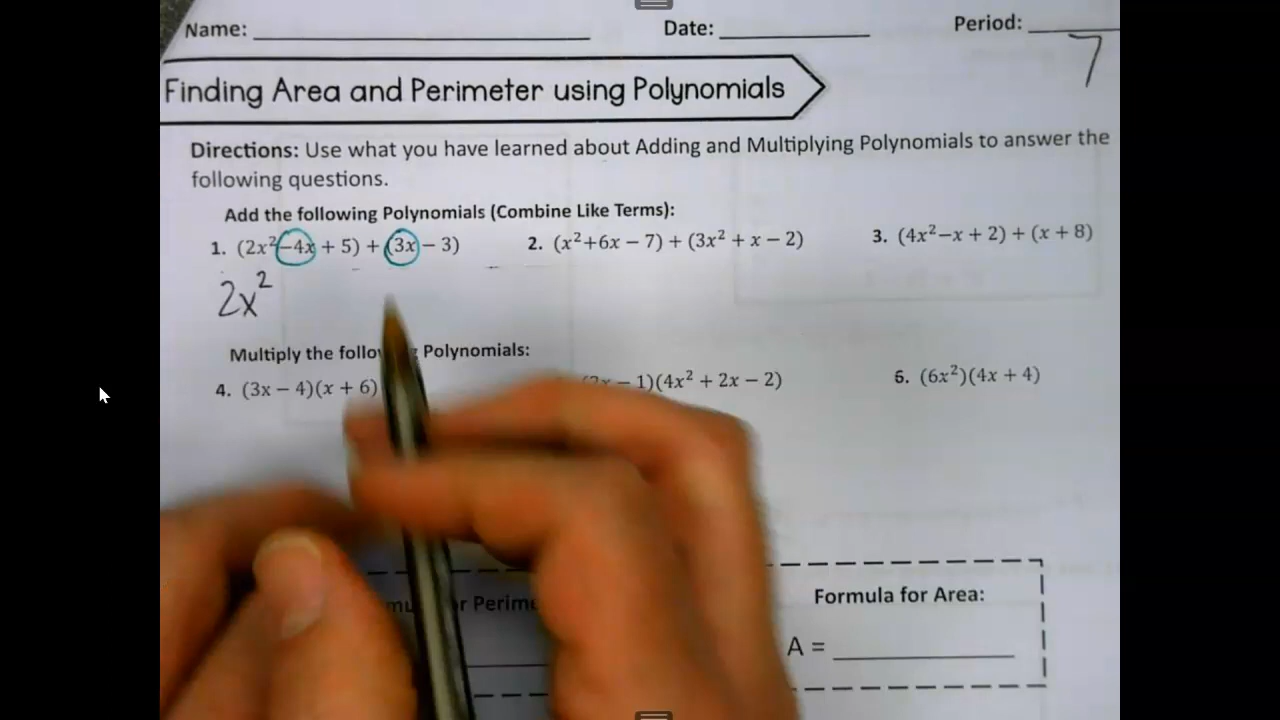 Name: Date: Period:
7
Finding Area and Perimeter using Polynomials
Directions: Use what you have learned about Adding and Multiplying Polynomials to answer the
following questions.
Add the following Polynomials (Combine Like Terms):
1. (2x²−4x + 5) + (3x − 3) 2. (x²+6x − 7) + (3x² + x − 2) 3. (4x²−x + 2) + (x + 8)
2x²
Multiply the Polynomials:
4. (3x − 4)(x + 6) − 1)(4x² + 2x − 2) 6. (6x²)(4x + 4)
Formula for Area:
A =